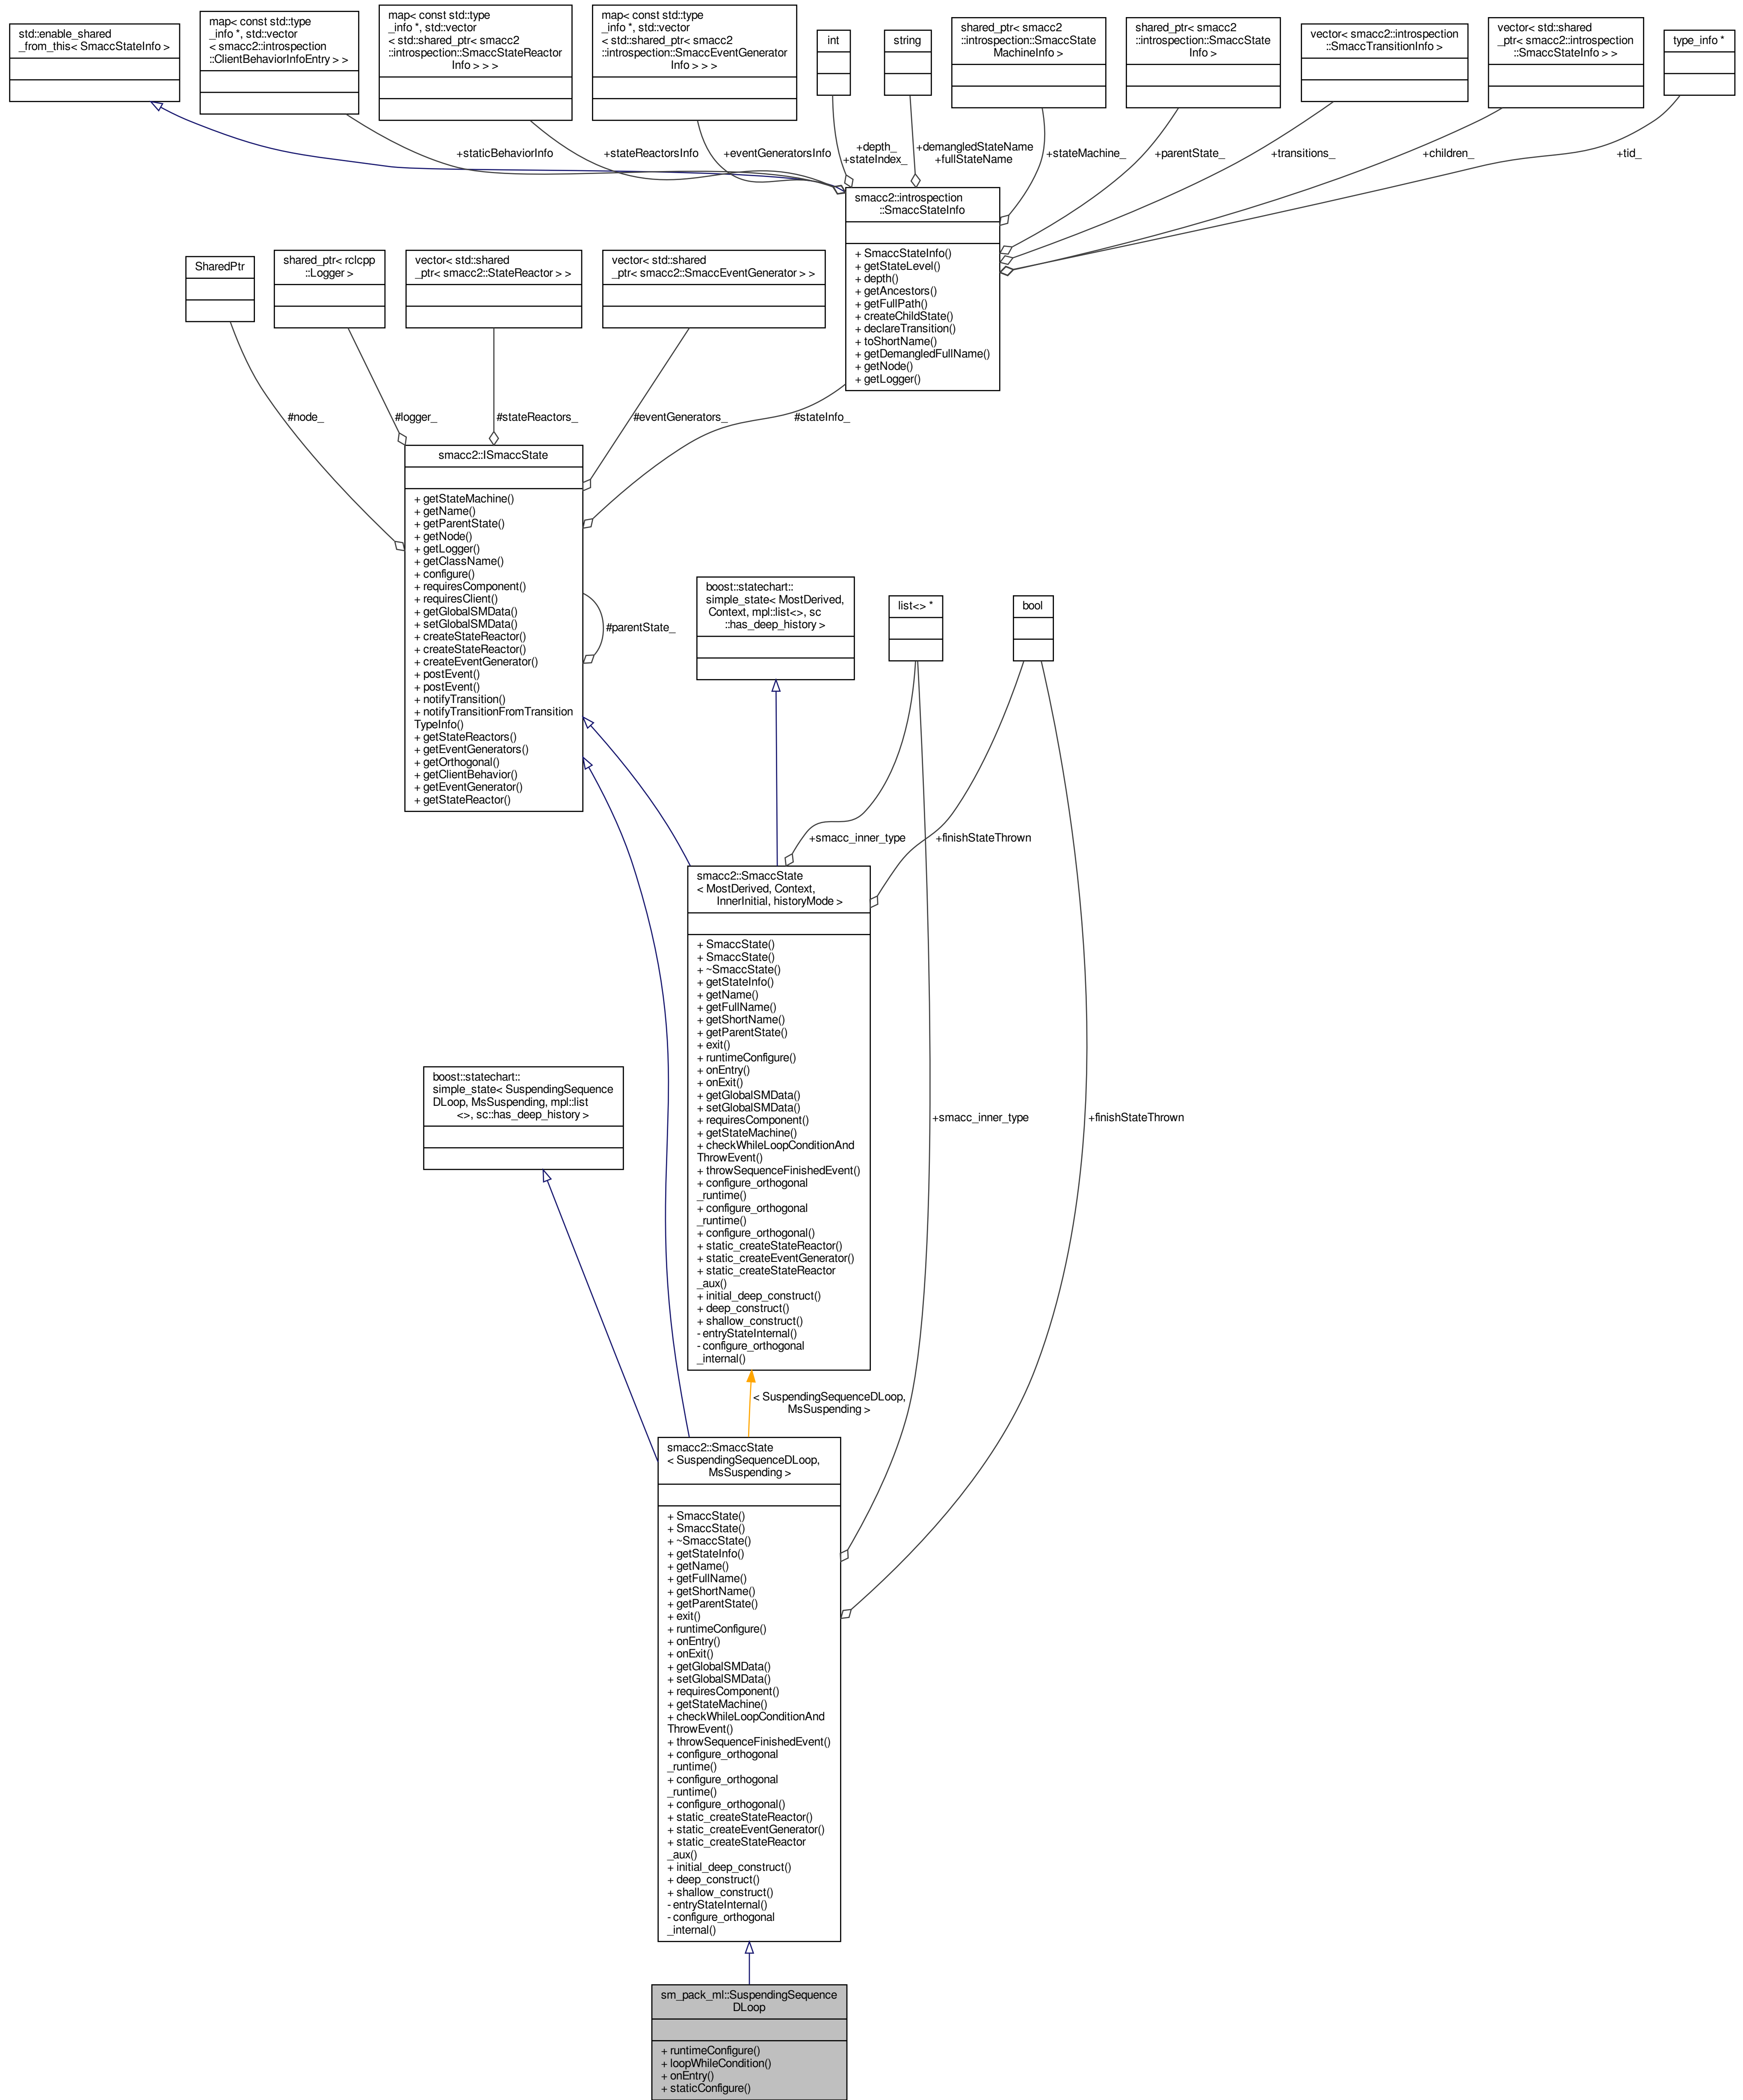 std::enable_shared
_from_this< SmaccStateInfo >
map< const std::type
_info *, std::vector
< smacc2::introspection
::ClientBehaviorInfoEntry > >
map< const std::type
_info *, std::vector
< std::shared_ptr< smacc2
::introspection::SmaccStateReactor
Info > > >
map< const std::type
_info *, std::vector
< std::shared_ptr< smacc2
::introspection::SmaccEventGenerator
Info > > >
int
string
shared_ptr< smacc2
::introspection::SmaccState
MachineInfo >
shared_ptr< smacc2
::introspection::SmaccState
Info >
vector< smacc2::introspection
::SmaccTransitionInfo >
vector< std::shared
_ptr< smacc2::introspection
::SmaccStateInfo > >
type_info *
+staticBehaviorInfo
+stateReactorsInfo
+eventGeneratorsInfo
+depth_
+stateIndex_
+demangledStateName
+fullStateName
+stateMachine_
+parentState_
+transitions_
+children_
+tid_
smacc2::introspection
::SmaccStateInfo
+ SmaccStateInfo()
+ getStateLevel()
+ depth()
+ getAncestors()
+ getFullPath()
+ createChildState()
+ declareTransition()
+ toShortName()
+ getDemangledFullName()
+ getNode()
+ getLogger()
SharedPtr
shared_ptr< rclcpp
::Logger >
vector< std::shared
_ptr< smacc2::StateReactor > >
vector< std::shared
_ptr< smacc2::SmaccEventGenerator > >
#node_
#logger_
#stateReactors_
#eventGenerators_
#stateInfo_
smacc2::ISmaccState
+ getStateMachine()
+ getName()
+ getParentState()
+ getNode()
+ getLogger()
+ getClassName()
+ configure()
+ requiresComponent()
+ requiresClient()
+ getGlobalSMData()
+ setGlobalSMData()
+ createStateReactor()
+ createStateReactor()
+ createEventGenerator()
+ postEvent()
+ postEvent()
+ notifyTransition()
+ notifyTransitionFromTransition
TypeInfo()
+ getStateReactors()
+ getEventGenerators()
+ getOrthogonal()
+ getClientBehavior()
+ getEventGenerator()
+ getStateReactor()
#parentState_
boost::statechart::
simple_state< MostDerived,
Context, mpl::list<>, sc
::has_deep_history >
list<> *
bool
+smacc_inner_type
+finishStateThrown
smacc2::SmaccState
< MostDerived, Context,
InnerInitial, historyMode >
+ SmaccState()
+ SmaccState()
+ ~SmaccState()
+ getStateInfo()
+ getName()
+ getFullName()
+ getShortName()
+ getParentState()
+ exit()
+ runtimeConfigure()
+ onEntry()
+ onExit()
+ getGlobalSMData()
+ setGlobalSMData()
+ requiresComponent()
+ getStateMachine()
+ checkWhileLoopConditionAnd
ThrowEvent()
+ throwSequenceFinishedEvent()
+ configure_orthogonal
_runtime()
+ configure_orthogonal
_runtime()
+ configure_orthogonal()
+ static_createStateReactor()
+ static_createEventGenerator()
+ static_createStateReactor
_aux()
+ initial_deep_construct()
+ deep_construct()
+ shallow_construct()
- entryStateInternal()
- configure_orthogonal
_internal()
boost::statechart::
simple_state< SuspendingSequence
DLoop, MsSuspending, mpl::list
<>, sc::has_deep_history >
+smacc_inner_type
+finishStateThrown
< SuspendingSequenceDLoop,
MsSuspending >
smacc2::SmaccState
< SuspendingSequenceDLoop,
MsSuspending >
+ SmaccState()
+ SmaccState()
+ ~SmaccState()
+ getStateInfo()
+ getName()
+ getFullName()
+ getShortName()
+ getParentState()
+ exit()
+ runtimeConfigure()
+ onEntry()
+ onExit()
+ getGlobalSMData()
+ setGlobalSMData()
+ requiresComponent()
+ getStateMachine()
+ checkWhileLoopConditionAnd
ThrowEvent()
+ throwSequenceFinishedEvent()
+ configure_orthogonal
_runtime()
+ configure_orthogonal
_runtime()
+ configure_orthogonal()
+ static_createStateReactor()
+ static_createEventGenerator()
+ static_createStateReactor
_aux()
+ initial_deep_construct()
+ deep_construct()
+ shallow_construct()
- entryStateInternal()
- configure_orthogonal
_internal()
sm_pack_ml::SuspendingSequence
DLoop
+ runtimeConfigure()
+ loopWhileCondition()
+ onEntry()
+ staticConfigure()